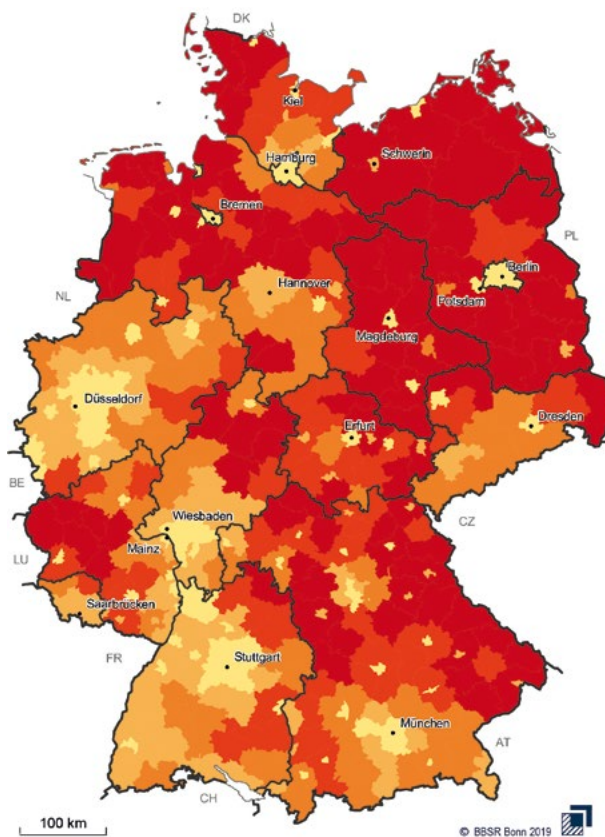 DK
Kiel
Hamburg
Schwerin
Bremen
PL
Berlin
NL
Hannover
Potsdam
Magdeburg
Düsseldorf
Erfurt
Dresden
BE
Wiesbaden
CZ
LU
Mainz
Saarbrücken
FR
Stuttgart
München
AT
CH
100 km
© BBSR Bonn 2019